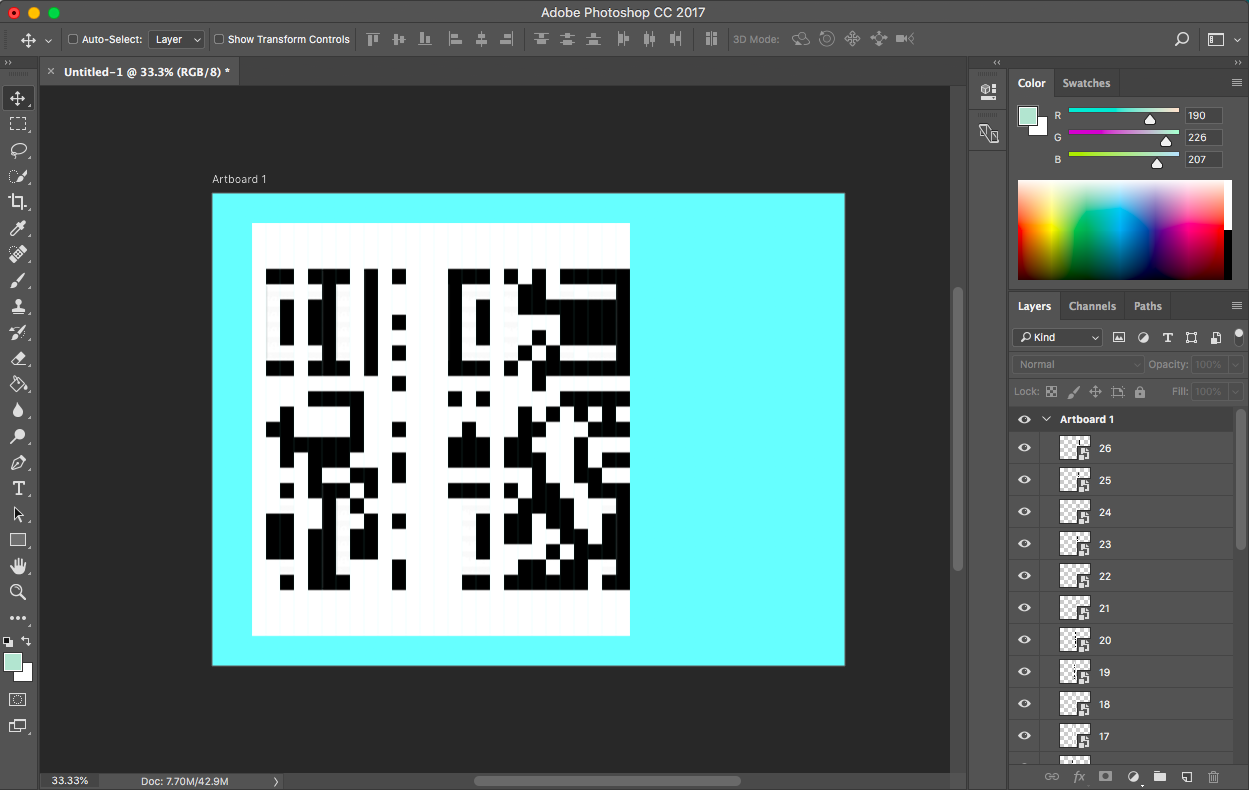 Adobe Photoshop CC 2017
Auto-Select: Layer Show Transform Controls 3D Mode:
× Untitled-1 @ 33.3% (RGB/8) *
Artboard 1
33.33% Doc: 7.70M/42.9M
Color Swatches
R 190
G 226
B 207
Layers Channels Paths
Kind
Normal Opacity: 100%
Lock: Fill: 100%
Artboard 1
26
25
24
23
22
21
20
19
18
17